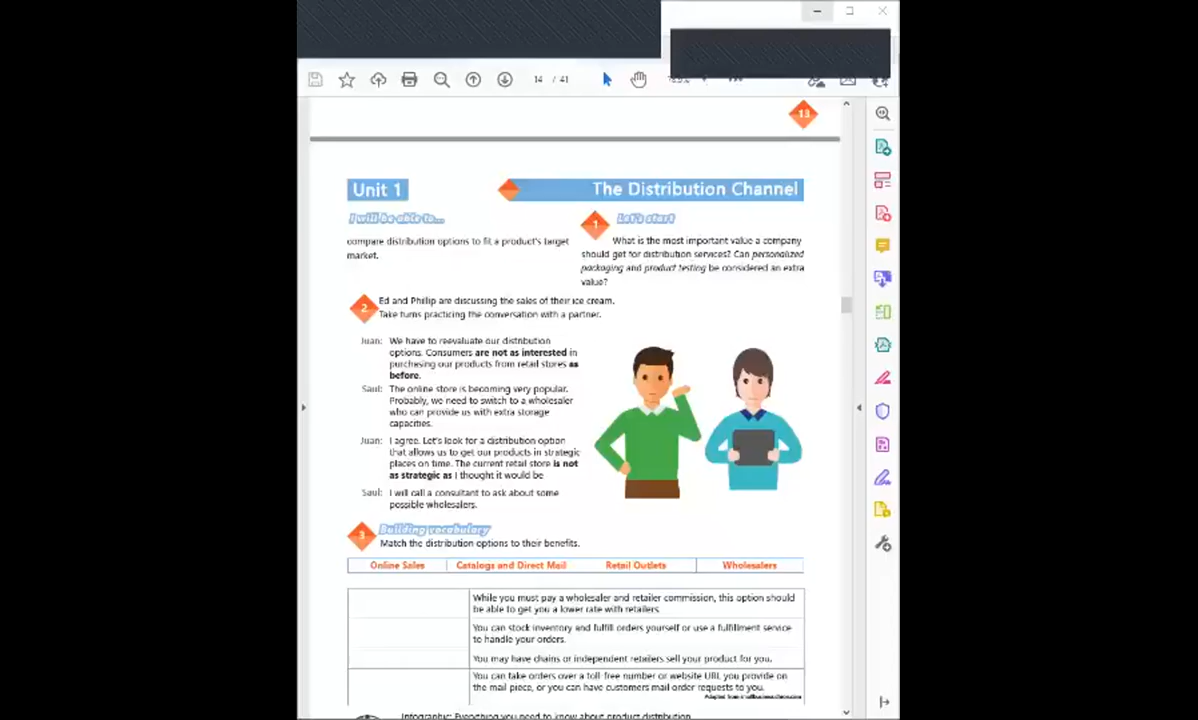 14 / 41
13
Unit 1
The Distribution Channel
I will be able to...
compare distribution options to fit a product's target
market.
1
Let's start
What is the most important value a company
should get for distribution services? Can personalized
packaging and product testing be considered an extra
value?
2
Ed and Phillip are discussing the sales of their ice cream.
Take turns practicing the conversation with a partner.
Juan: We have to reevaluate our distribution
options. Consumers are not as interested in
purchasing our products from retail stores as
before.
Saul: The online store is becoming very popular.
Probably, we need to switch to a wholesaler
who can provide us with extra storage
capacities.
Juan: I agree. Let's look for a distribution option
that allows us to get our products in strategic
places on time. The current retail store is not
as strategic as I thought it would be
Saul: I will call a consultant to ask about some
possible wholesalers.
3
Building vocabulary
Match the distribution options to their benefits.
Online Sales Catalogs and Direct Mail Retail Outlets Wholesalers
While you must pay a wholesaler and retailer commission, this option should
be able to get you a lower rate with retailers.
You can stock inventory and fulfill orders yourself or use a fulfillment service
to handle your orders.
You may have chains or independent retailers sell your product for you.
You can take orders over a toll-free number or website URL you provide on
the mail piece, or you can have customers mail order requests to you.
Adapted from smallbusiness.chron.com
Infographic: Everything you need to know about product distribution